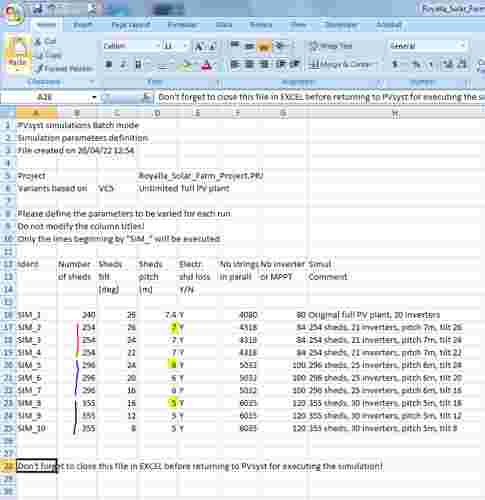 Royalla_Solar_Farm
Home Insert Page Layout Formulas Data Review View Developer Acrobat
Cut
Copy
Format Painter
Paste
Clipboard
Calibri 11
Font
Wrap Text
Merge & Center
Alignment
General
Number
A28 Don't forget to close this file in EXCEL before returning to PVsyst for executing the si
A B C D E F G H
1 PVsyst simulations Batch mode
2 Simulation parameters definition
3 File created on 12:54
4
5 Project Royalla_Solar_Farm_Project.PRJ
6 Variants based on VC5 Unlimited full PV plant
7
8 Please define the parameters to be varied for each run
9 Do not modify the column titles!
10 Only the lines beginning by "SIM_" will be executed
11
12 Ident Number Sheds Sheds Electr. Nb strings Nb inverter Simul
13 of sheds tilt pitch shd loss in parall or MPPT Comment
14 [deg] [m] Y/N
15
16 SIM_1 240 26 7.4 Y 4080 80 Original full PV plant, 20 inverters
17 SIM_2 254 26 7 Y 4318 84 254 sheds, 21 inverters, pitch 7m, tilt 26
18 SIM_3 254 24 7 Y 4318 84 254 sheds, 21 inverters, pitch 7m, tilt 24
19 SIM_4 254 22 7 Y 4318 84 254 sheds, 21 inverters, pitch 7m, tilt 22
20 SIM_5 296 24 6 Y 5032 100 296 sheds, 25 inverters, pitch 6m, tilt 24
21 SIM_6 296 20 6 Y 5032 100 296 sheds, 25 inverters, pitch 6m, tilt 20
22 SIM_7 296 16 6 Y 5032 100 296 sheds, 25 inverters, pitch 6m, tilt 16
23 SIM_8 355 16 5 Y 6035 120 355 sheds, 30 inverters, pitch 5m, tilt 16
24 SIM_9 355 12 5 Y 6035 120 355 sheds, 30 inverters, pitch 5m, tilt 12
25 SIM_10 355 8 5 Y 6035 120 355 sheds, 30 inverters, pitch 5m, tilt 8
26
27
28 Don't forget to close this file in EXCEL before returning to PVsyst for executing the simulation!
29
30